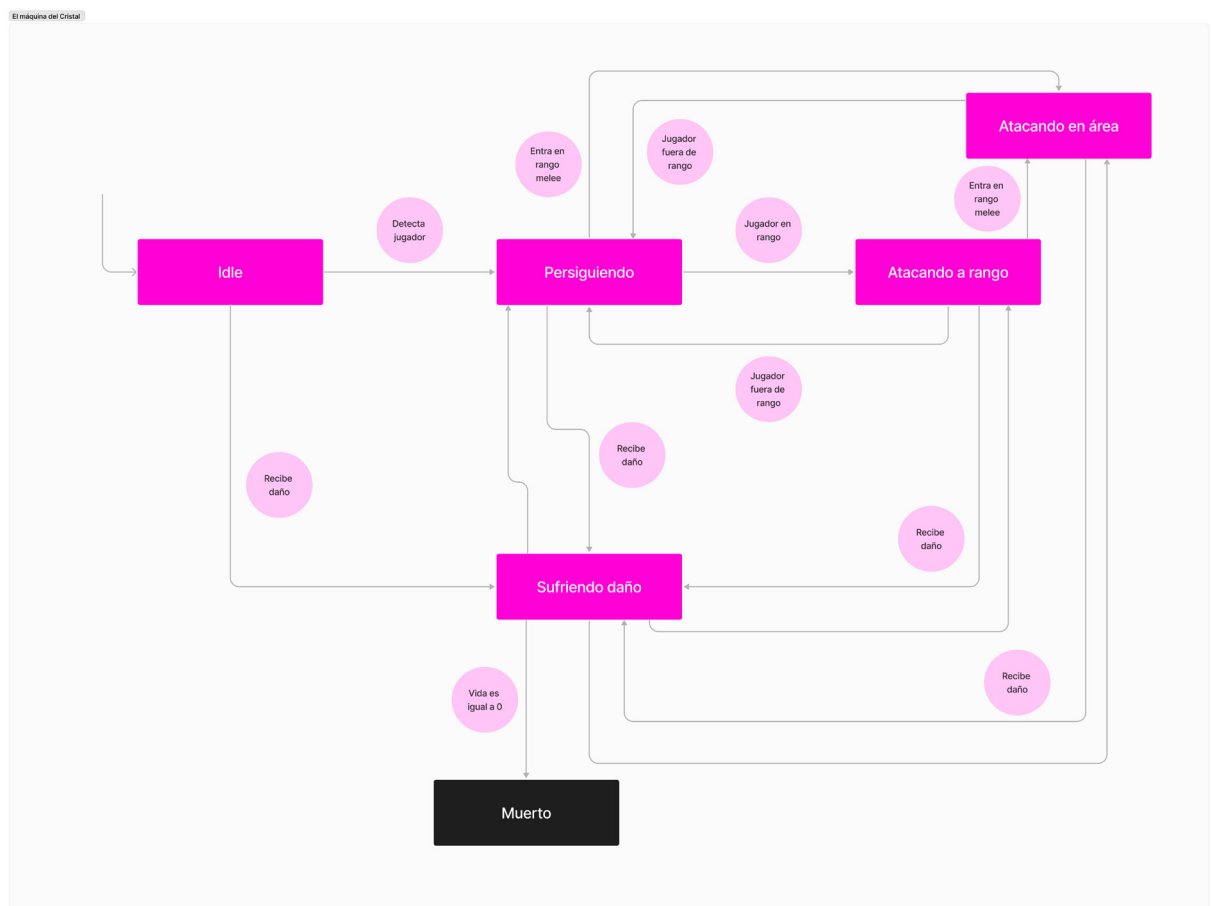 El máquina del Cristal
Atacando en área
Entra en
rango
melee
Jugador
fuera de
rango
Entra en
rango
melee
Detecta
jugador
Jugador en
rango
Idle
Persiguiendo
Atacando a rango
Jugador
fuera de
rango
Recibe
daño
Recibe
daño
Recibe
daño
Sufriendo daño
Recibe
daño
Vida es
igual a 0
Muerto